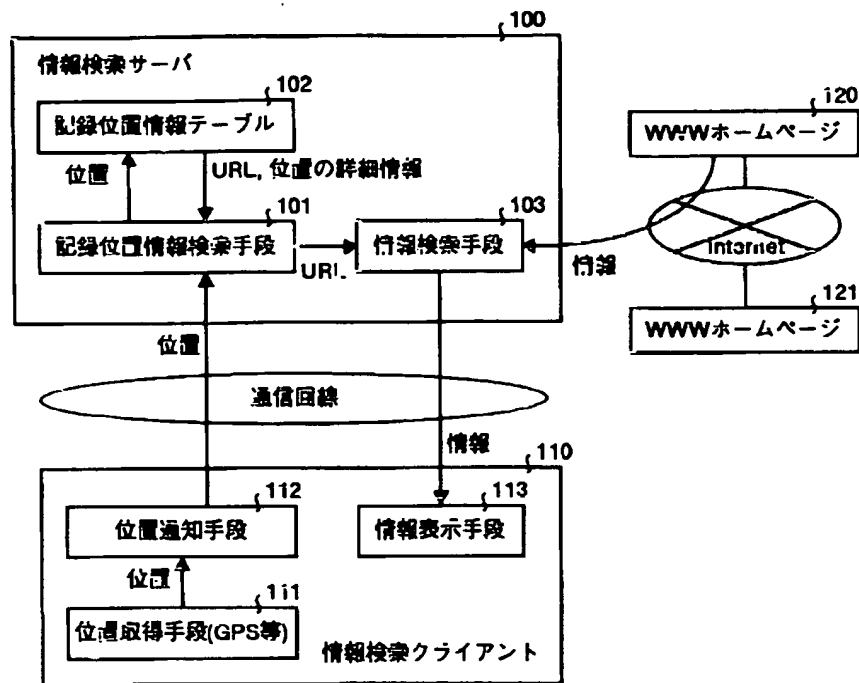 100
情報検索サーバ
102
記録位置情報テーブル
位置
URL, 位置の詳細情報
101
記録位置情報検索手段
URL
103
情報検索手段
情報
120
WWWホームページ
Internet
121
WWWホームページ
位置
通信回線
情報
110
112
位置通知手段
113
情報表示手段
位置
111
位置取得手段(GPS等)
情報検索クライアント